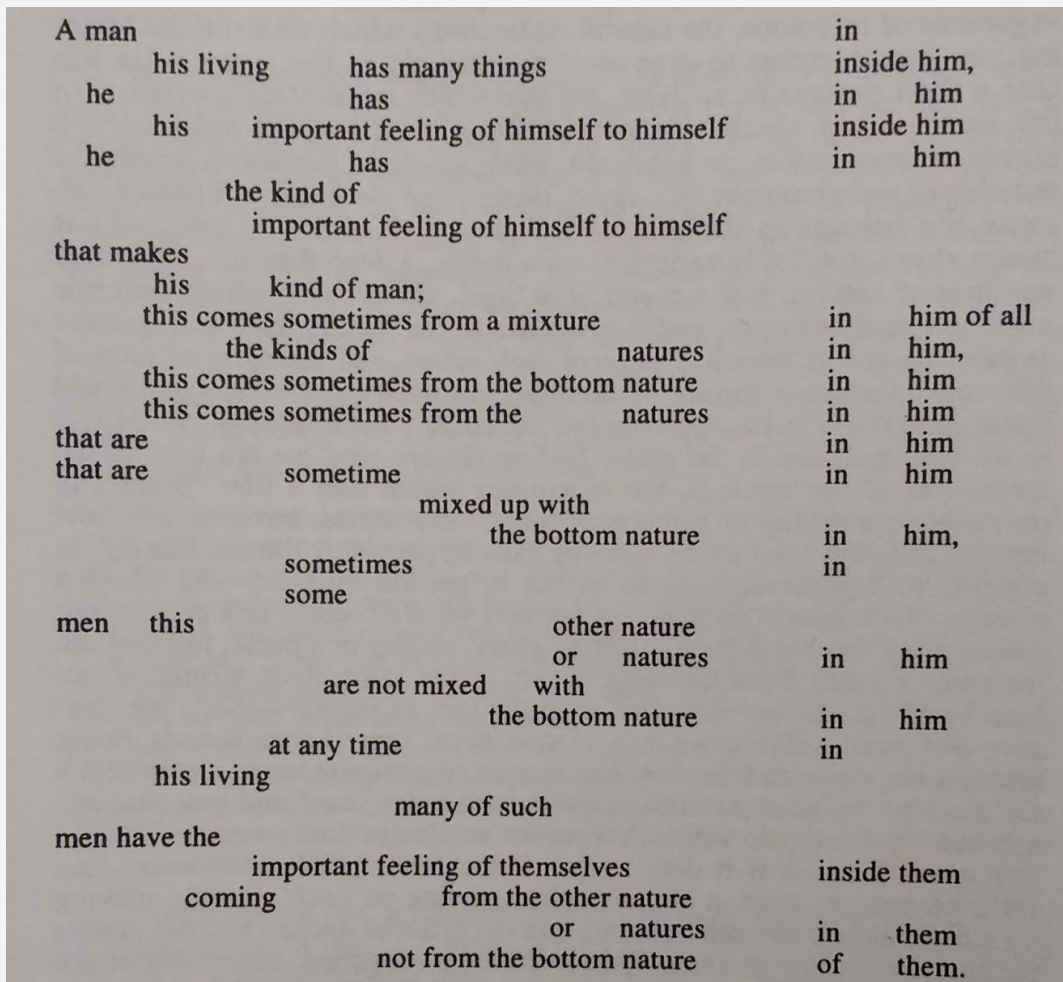 A man in
his living has many things inside him,
he has in him
his important feeling of himself to himself inside him
he has in him
the kind of
important feeling of himself to himself
that makes
his kind of man;
this comes sometimes from a mixture in him of all
the kinds of natures in him,
this comes sometimes from the bottom nature in him
this comes sometimes from the natures in him
that are in him
that are sometime in him
mixed up with
the bottom nature in him,
sometimes in
some
men this other nature
or natures in him
are not mixed with
the bottom nature in him
at any time in
his living
many of such
men have the
important feeling of themselves inside them
coming from the other nature
or natures in them
not from the bottom nature of them.